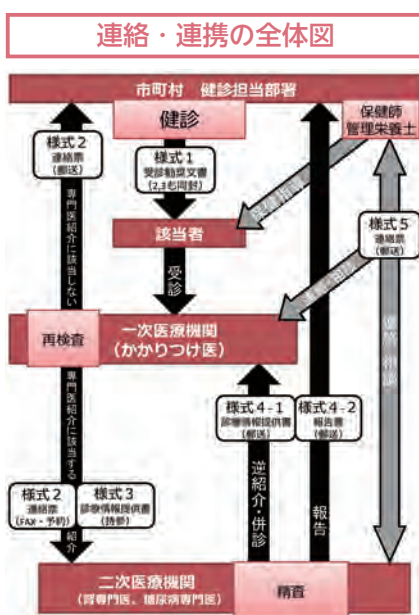 連絡・連携の全体図
市町村 健診担当部署
健診
保健師
管理栄養士
様式2
連絡票
(郵送)
様式1
受診勧奨文書
(2,3も同封)
保健指導
専門医紹介に該当しない
該当者
様式5
連絡票
(郵送)
受診
連絡・相談
一次医療機関
(かかりつけ医)
再検査
連絡・相談
専門医紹介に該当する
様式4-1
診療情報提供書
(郵送)
様式4-2
報告書
(郵送)
逆紹介・併診
報告
様式2
連絡票
(FAX・予約)
様式3
診療情報提供書
(持参)
紹介
二次医療機関
(腎専門医、糖尿病専門医)
精査